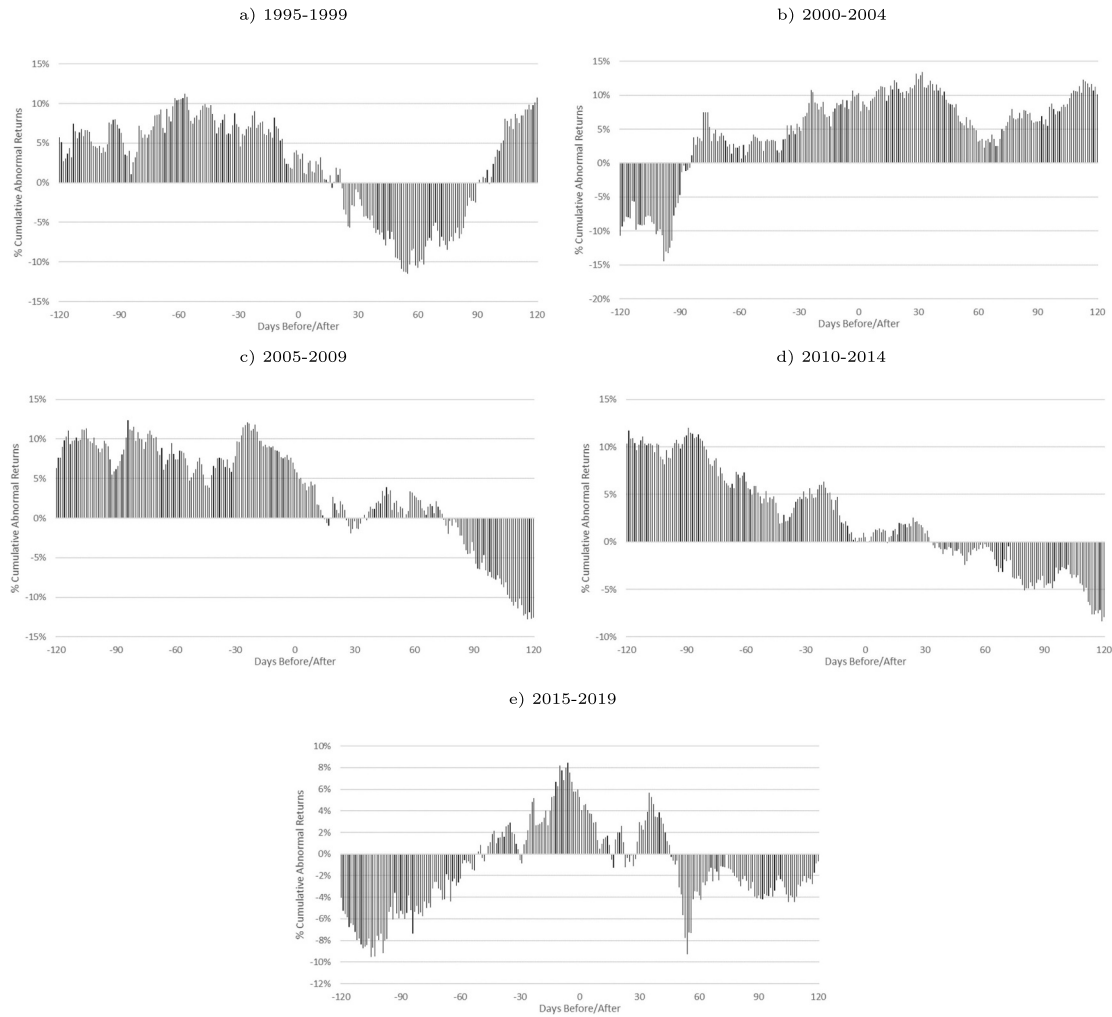 a) 1995-1999
15%
10%
5%
0%
-5%
-10%
-15%
% Cumulative Abnormal Returns
-120 -90 -60 -30 0 30 60 90 120
Days Before/After
b) 2000-2004
15%
10%
5%
0%
-5%
-10%
-15%
-20%
% Cumulative Abnormal Returns
-120 -90 -60 -30 0 30 60 90 120
Days Before/After
c) 2005-2009
15%
10%
5%
0%
-5%
-10%
-15%
% Cumulative Abnormal Returns
-120 -90 -60 -30 0 30 60 90 120
Days Before/After
d) 2010-2014
15%
10%
5%
0%
-5%
-10%
% Cumulative Abnormal Returns
-120 -90 -60 -30 0 30 60 90 120
Days Before/After
e) 2015-2019
10%
8%
6%
4%
2%
0%
-2%
-4%
-6%
-8%
-10%
-12%
% Cumulative Abnormal Returns
-120 -90 -60 -30 0 30 60 90 120
Days Before/After